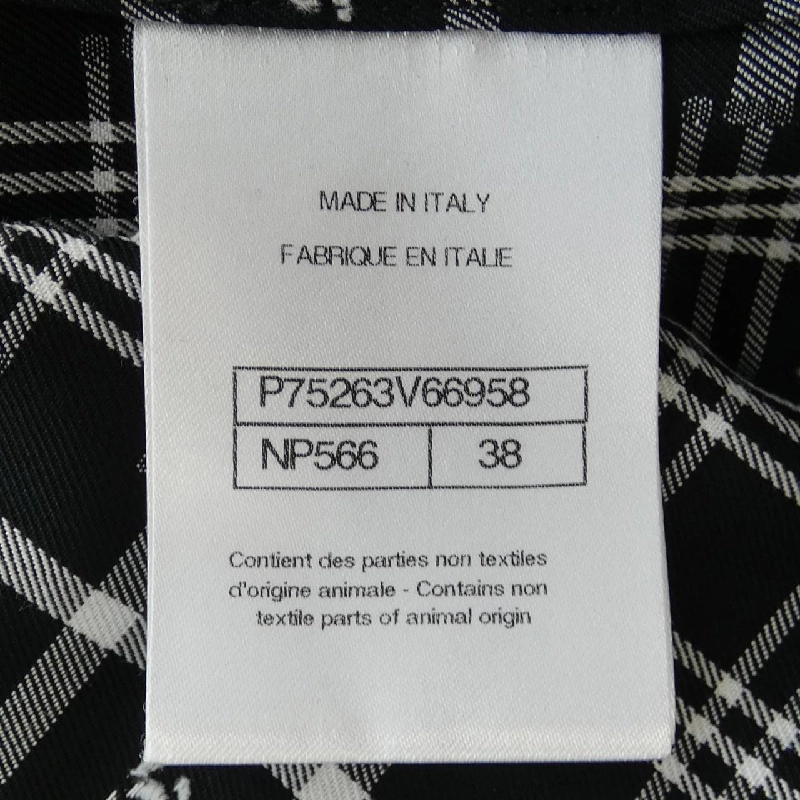 MADE IN ITALY
FABRIQUE EN ITALIE
P75263V66958
NP566 38
Contient des parties non textiles
d'origine animale - Contains non
textile parts of animal origin